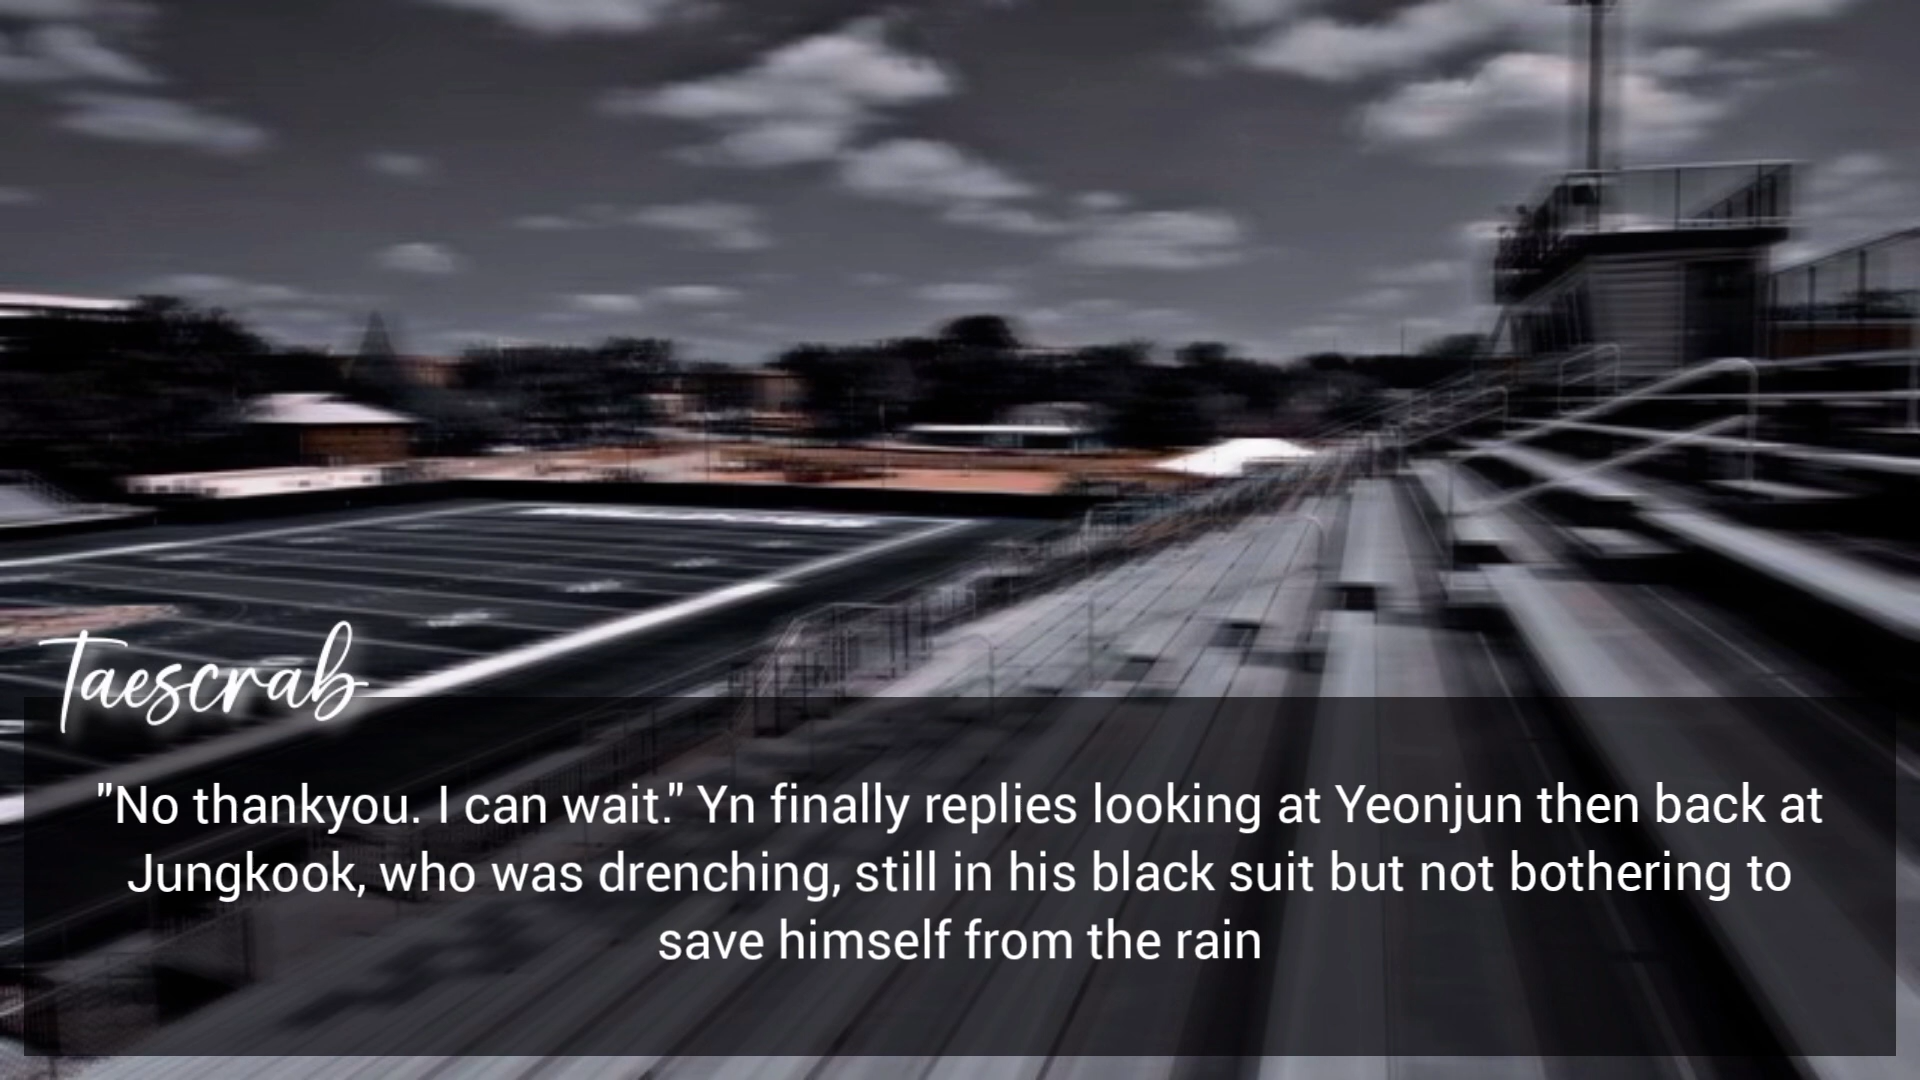 Taescrab
"No thankyou. I can wait." Yn finally replies looking at Yeonjun then back at
Jungkook, who was drenching, still in his black suit but not bothering to
save himself from the rain